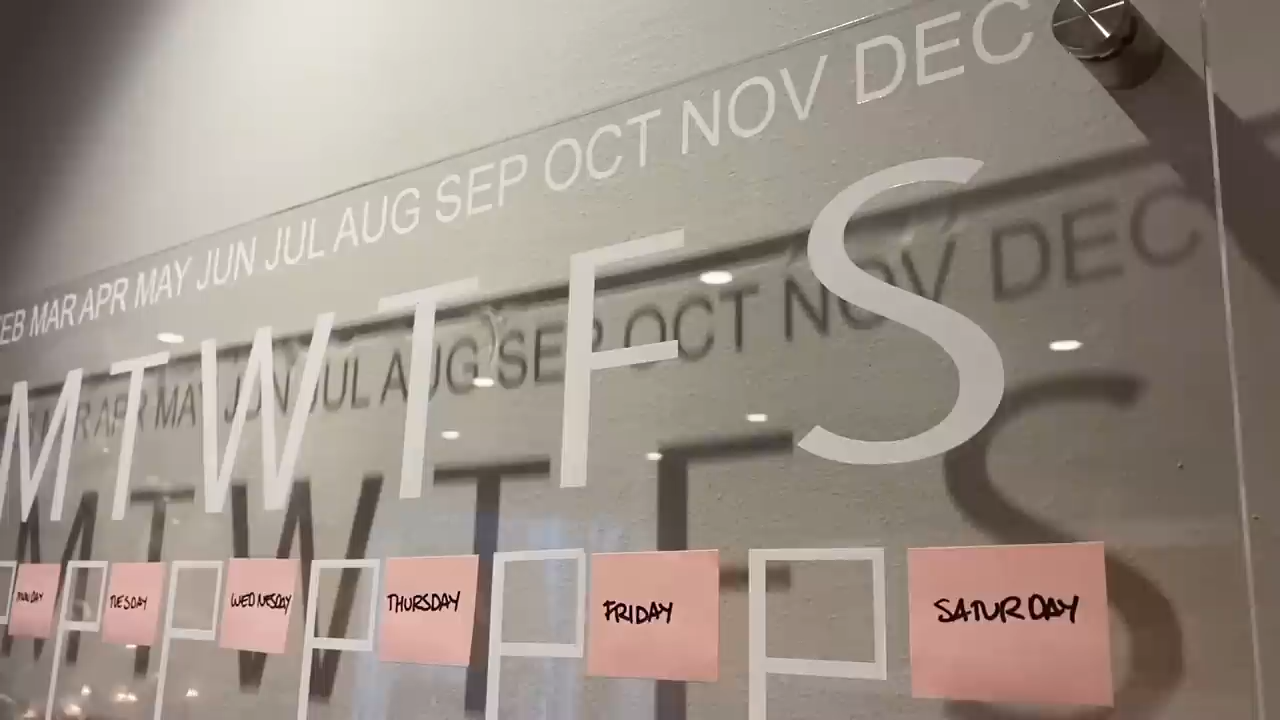 EB MAR APR MAY JUN JUL AUG SEP OCT NOV DEC
M T W T F S
MONDAY TUESDAY WEDNESDAY THURSDAY FRIDAY SATURDAY